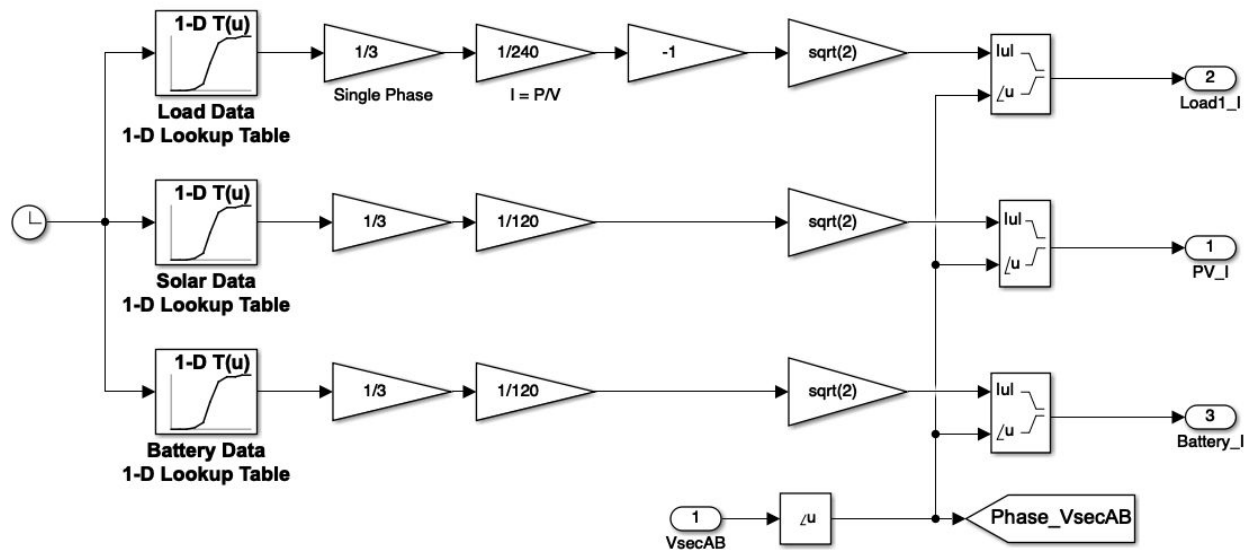 1-D T(u)
Load Data
1-D Lookup Table
1/3
Single Phase
1/240
I = P/V
-1
sqrt(2)
|u|
∠u
2
Load1_I
1-D T(u)
Solar Data
1-D Lookup Table
1/3
1/120
sqrt(2)
|u|
∠u
1
PV_I
1-D T(u)
Battery Data
1-D Lookup Table
1/3
1/120
sqrt(2)
|u|
∠u
3
Battery_I
1
VsecAB
∠u
Phase_VsecAB